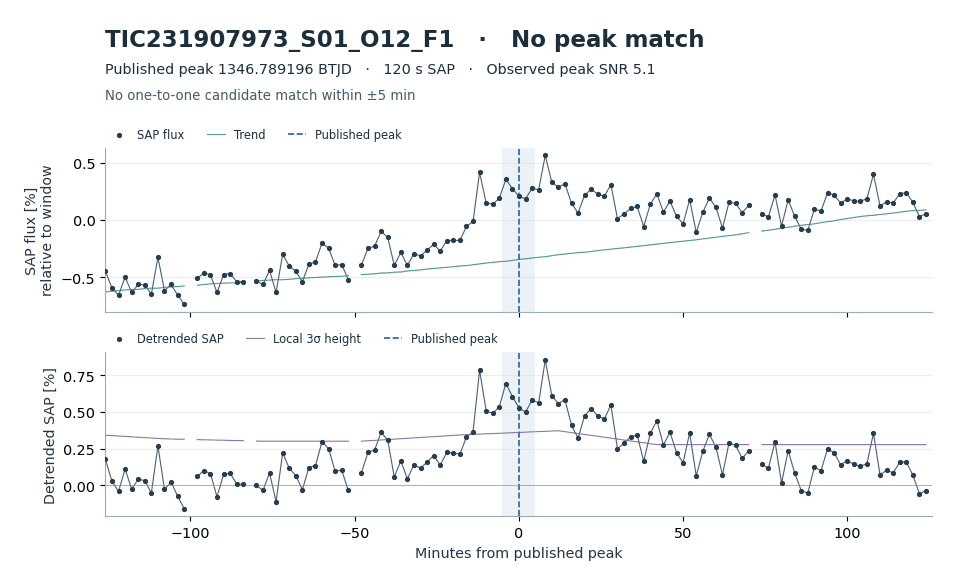 TIC231907973_S01_O12_F1 · No peak match
Published peak 1346.789196 BTJD · 120 s SAP · Observed peak SNR 5.1
No one-to-one candidate match within ±5 min
SAP flux Trend Published peak
SAP flux [%]
relative to window
0.5
0.0
−0.5
Detrended SAP Local 3σ height Published peak
Detrended SAP [%]
0.75
0.50
0.25
0.00
−100 −50 0 50 100
Minutes from published peak